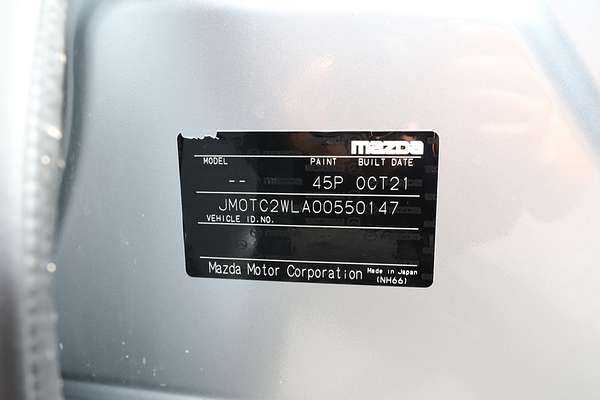 mazda
MODEL PAINT BUILT DATE
-- 45P OCT21
JM0TC2WLA00550147
VEHICLE ID.NO.
Mazda Motor Corporation Made in Japan
(NH66)